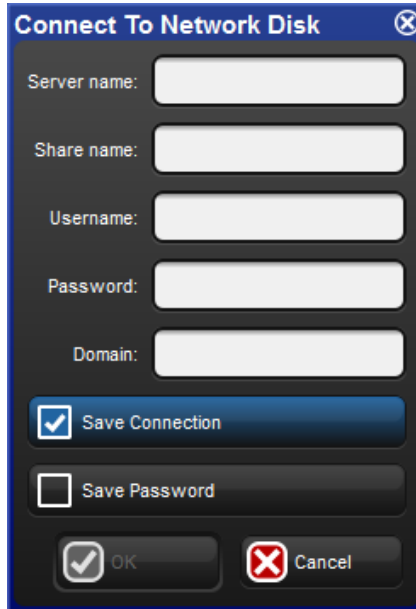 Connect To Network Disk
Server name:
Share name:
Username:
Password:
Domain:
Save Connection
Save Password
OK
Cancel